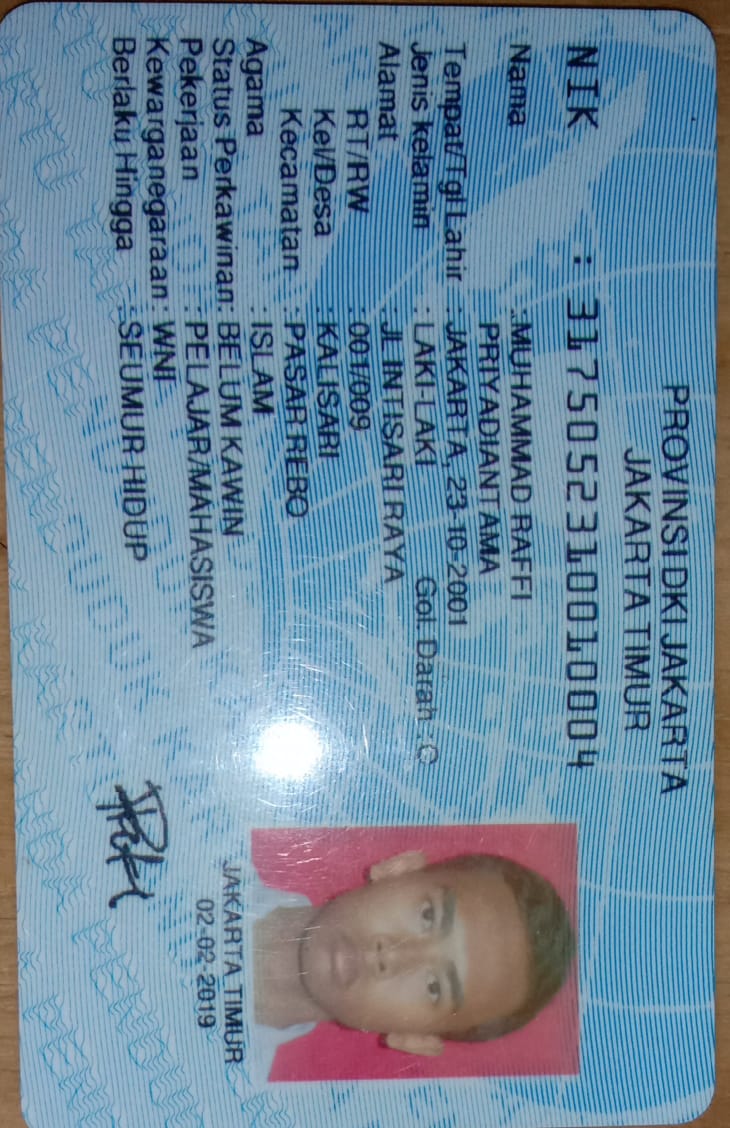 PROVINSI DKI JAKARTA
JAKARTA TIMUR
NIK : 3175052310010004
Nama : MUHAMMAD RAFFI
PRIYADIANTAMA
Tempat/Tgl Lahir : JAKARTA, 23-10-2001
Jenis kelamin : LAKI-LAKI Gol. Darah : O
Alamat : JL INTISARI RAYA
RT/RW : 001/009
Kel/Desa : KALISARI
Kecamatan : PASAR REBO
Agama : ISLAM
Status Perkawinan : BELUM KAWIN
Pekerjaan : PELAJAR/MAHASISWA
Kewarganegaraan : WNI
Berlaku Hingga : SEUMUR HIDUP
JAKARTA TIMUR
02-02-2019